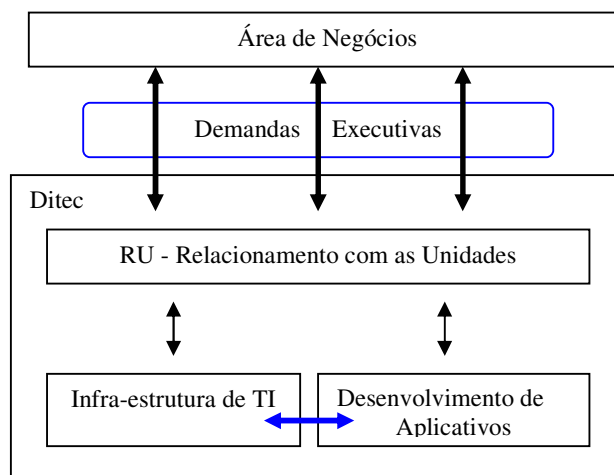 Área de Negócios
Demandas Executivas
Ditec
RU - Relacionamento com as Unidades
Infra-estrutura de TI
Desenvolvimento de
Aplicativos